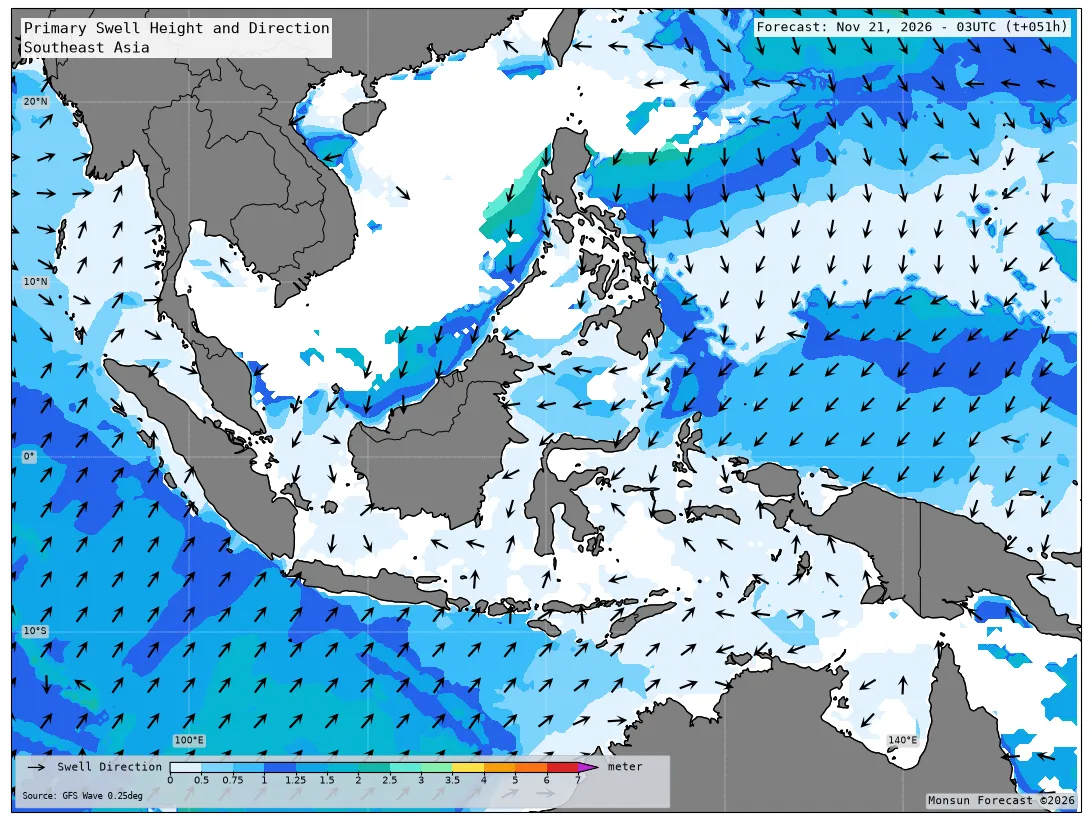 Primary Swell Height and Direction
Southeast Asia
Forecast: Nov 21, 2026 - 03UTC (t+051h)
20°N
10°N
0°
10°S
100°E
140°E
Swell Direction
meter
0 0.5 0.75 1 1.25 1.5 2 2.5 3 3.5 4 5 6 7
Source: GFS Wave 0.25deg
Monsun Forecast ©2026